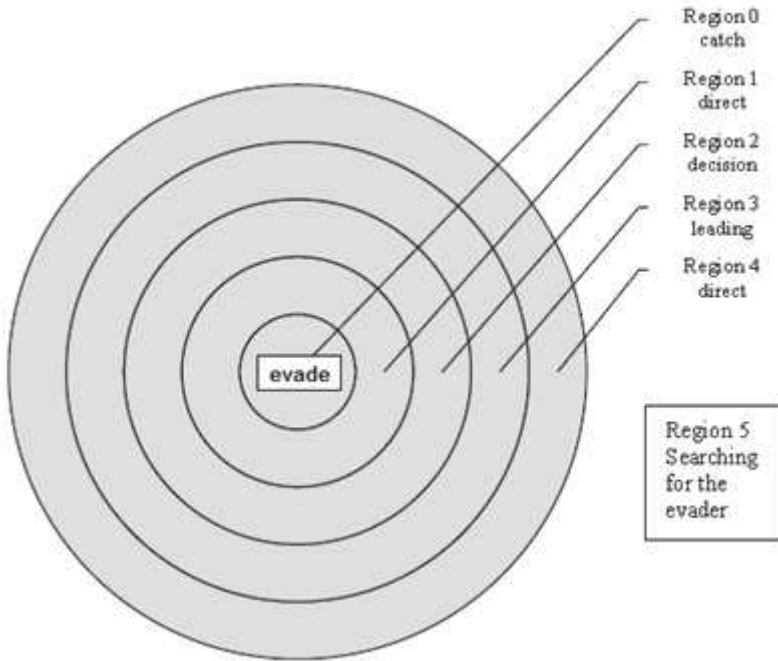 Region 0
catch
Region 1
direct
Region 2
decision
Region 3
leading
Region 4
direct
evade
Region 5
Searching
for the
evader